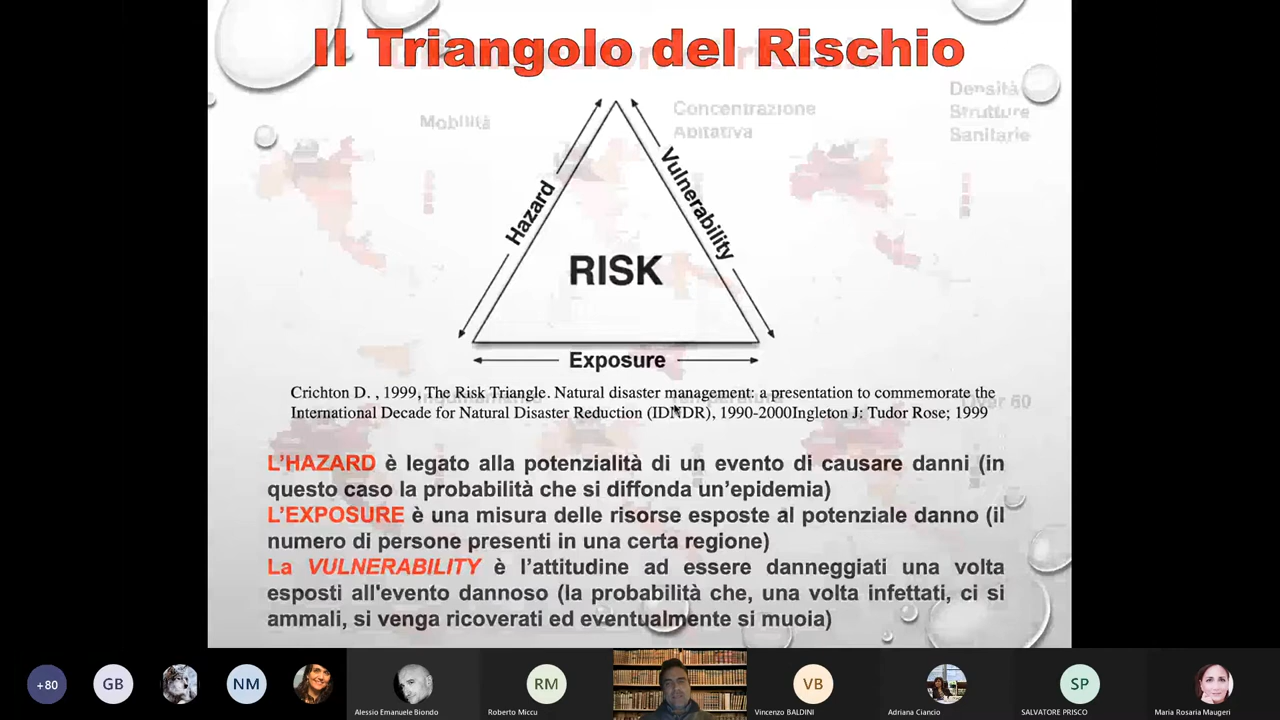 Il Triangolo del Rischio
Mobilità
Concentrazione
Abitativa
Densità
Strutture
Sanitarie
Hazard
Vulnerability
RISK
Exposure
Crichton D. , 1999, The Risk Triangle. Natural disaster management: a presentation to commemorate the
International Decade for Natural Disaster Reduction (IDNDR), 1990-2000Ingleton J: Tudor Rose; 1999
Over 60
L'HAZARD è legato alla potenzialità di un evento di causare danni (in
questo caso la probabilità che si diffonda un'epidemia)
L'EXPOSURE è una misura delle risorse esposte al potenziale danno (il
numero di persone presenti in una certa regione)
La VULNERABILITY è l'attitudine ad essere danneggiati una volta
esposti all'evento dannoso (la probabilità che, una volta infettati, ci si
ammali, si venga ricoverati ed eventualmente si muoia)
+80
GB
NM
Alessio Emanuele Biondo
RM
Roberto Miccu
VB
Vincenzo BALDINI
Adriana Ciancio
SP
SALVATORE PRISCO
Maria Rosaria Maugeri